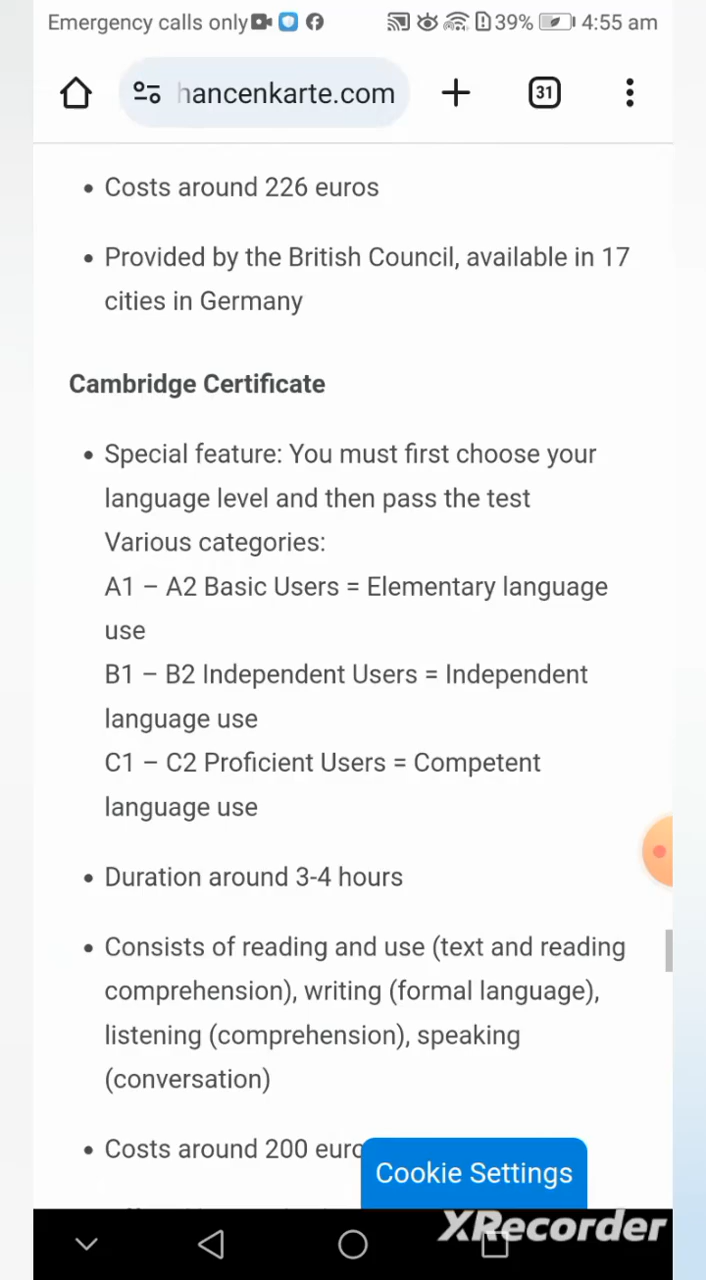 Emergency calls only 39% 4:55 am
hancenkarte.com + 31
• Costs around 226 euros
• Provided by the British Council, available in 17
cities in Germany
Cambridge Certificate
• Special feature: You must first choose your
language level and then pass the test
Various categories:
A1 – A2 Basic Users = Elementary language
use
B1 – B2 Independent Users = Independent
language use
C1 – C2 Proficient Users = Competent
language use
• Duration around 3-4 hours
• Consists of reading and use (text and reading
comprehension), writing (formal language),
listening (comprehension), speaking
(conversation)
• Costs around 200 euro
Cookie Settings
XRecorder